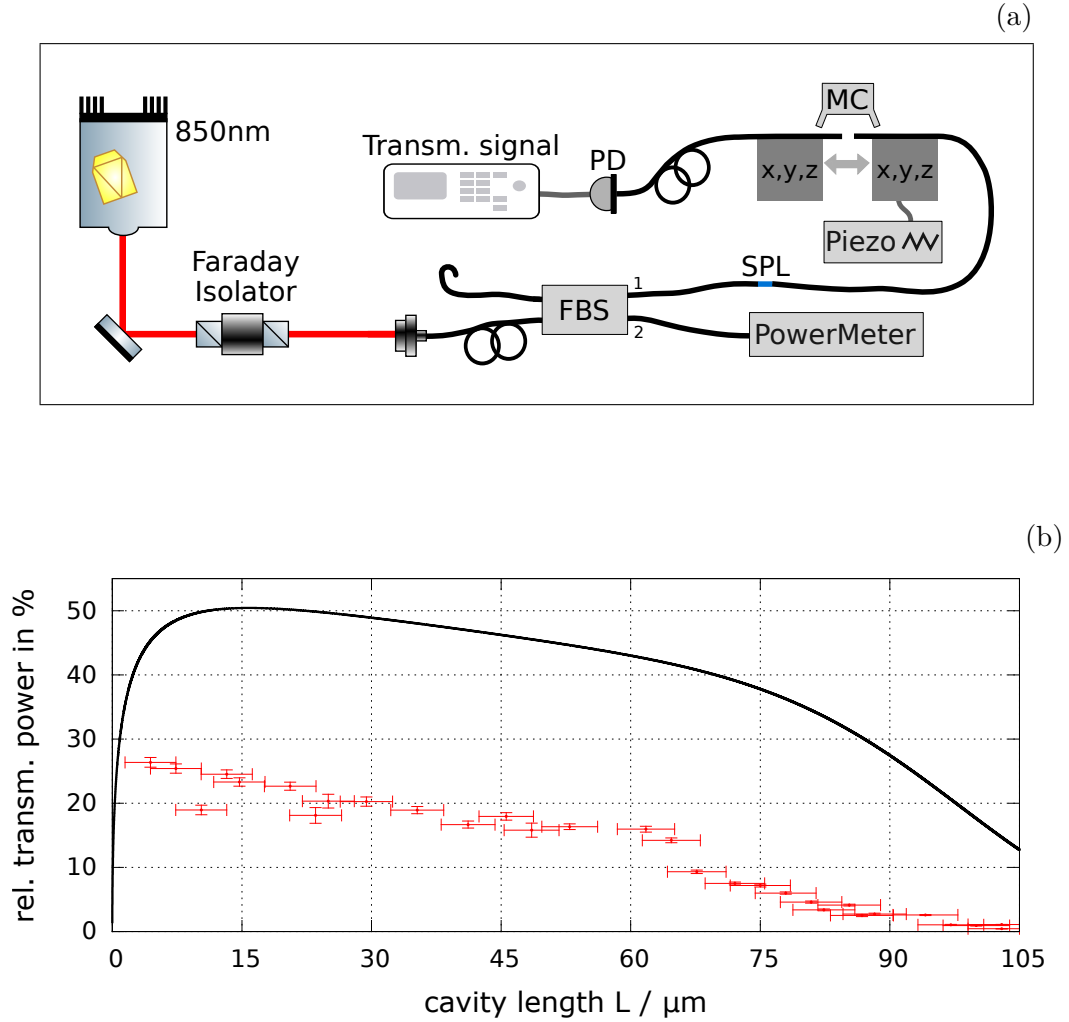 (a)
850nm
Transm. signal
PD
MC
x,y,z
x,y,z
Piezo
Faraday
Isolator
FBS
1
2
SPL
PowerMeter
(b)
rel. transm. power in %
50
40
30
20
10
0
0 15 30 45 60 75 90 105
cavity length L / µm